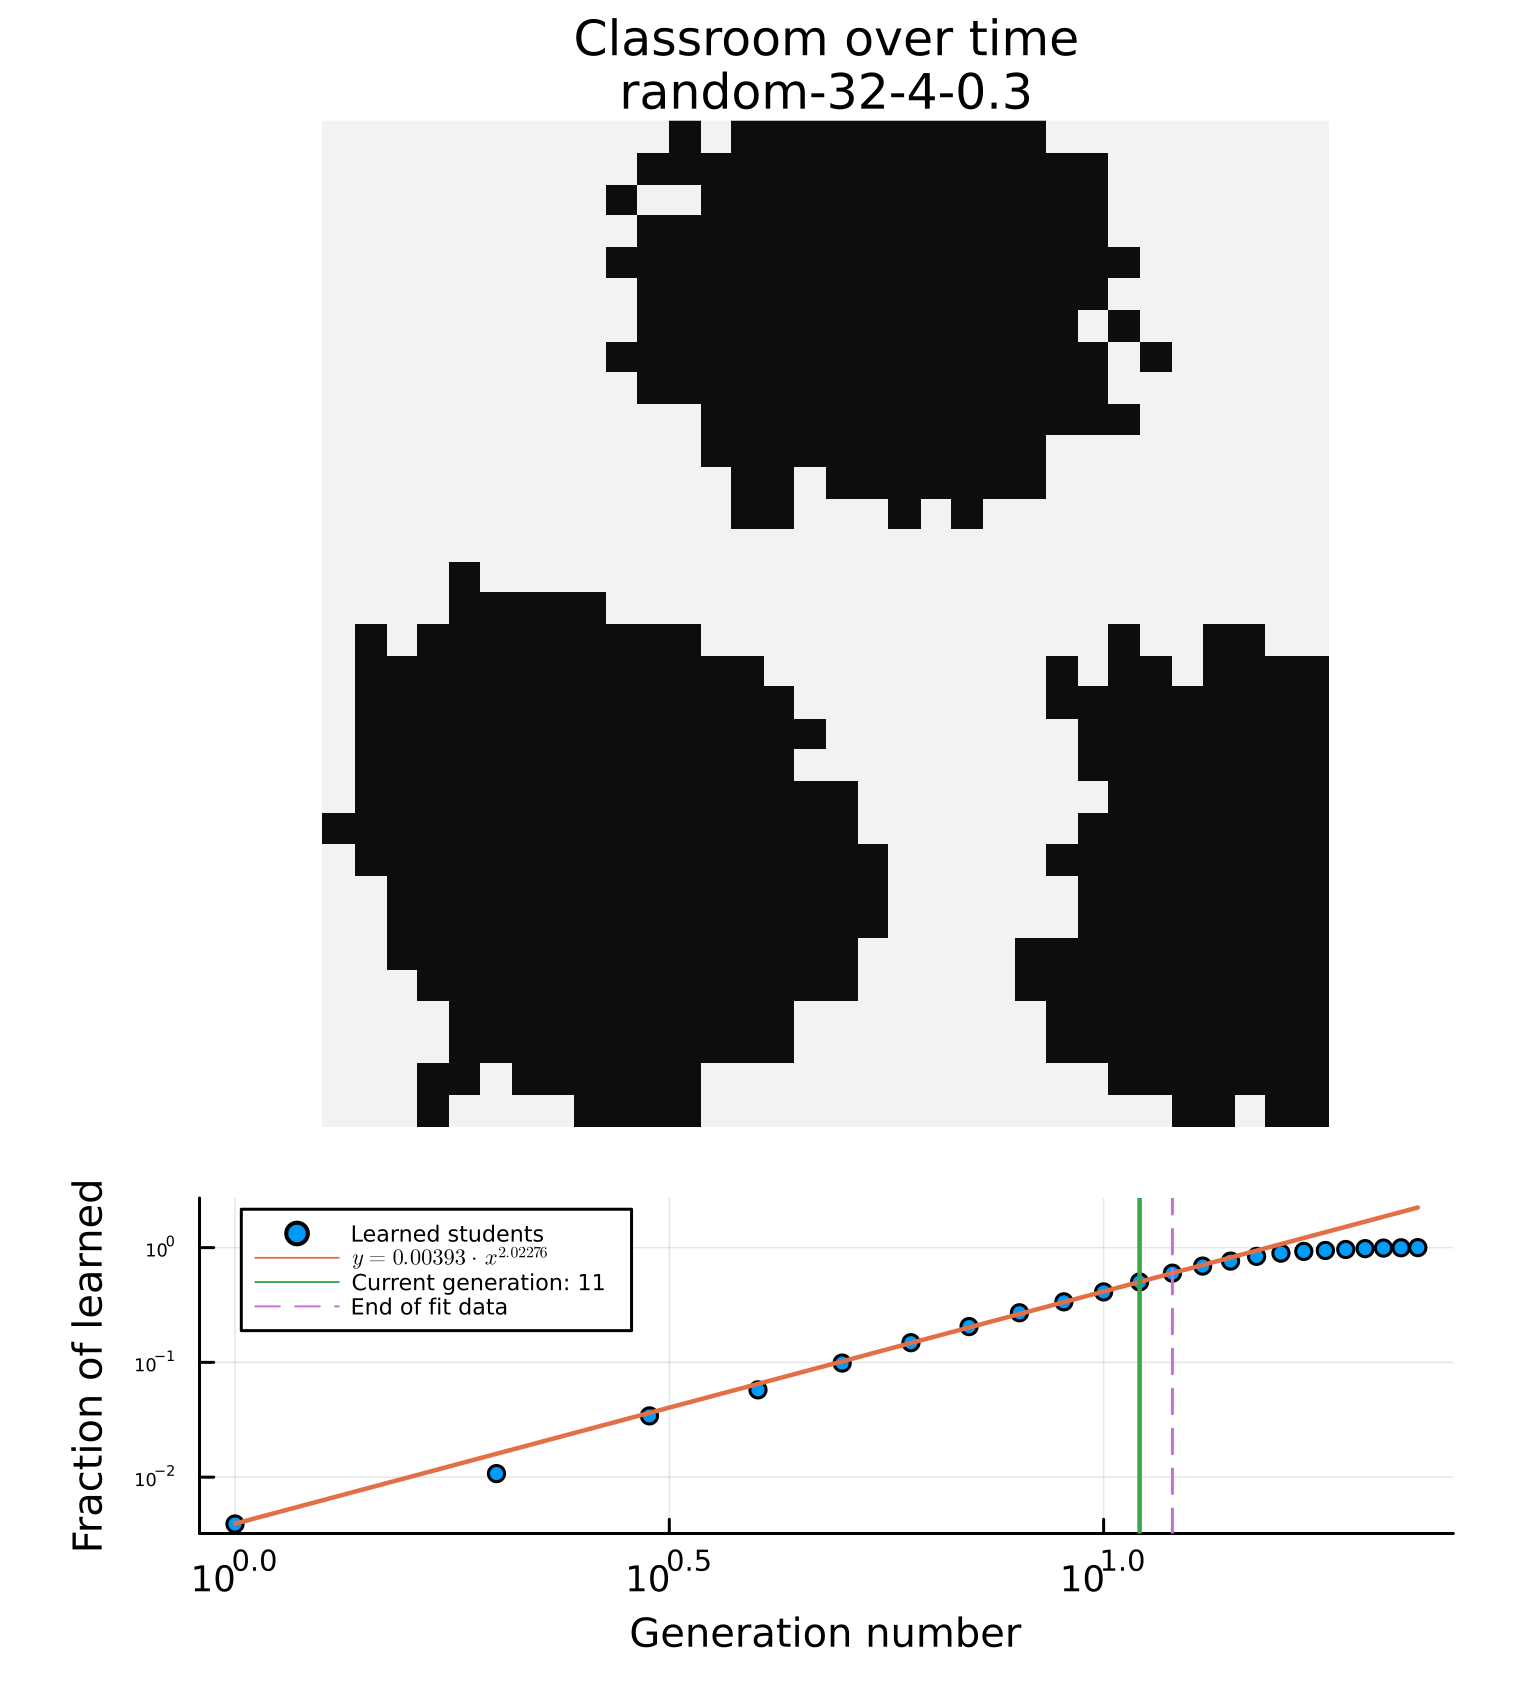 Classroom over time
random-32-4-0.3
Fraction of learned
10^0
10^-1
10^-2
Learned students
y = 0.00393 · x^2.02276
Current generation: 11
End of fit data
10^0.0
10^0.5
10^1.0
Generation number